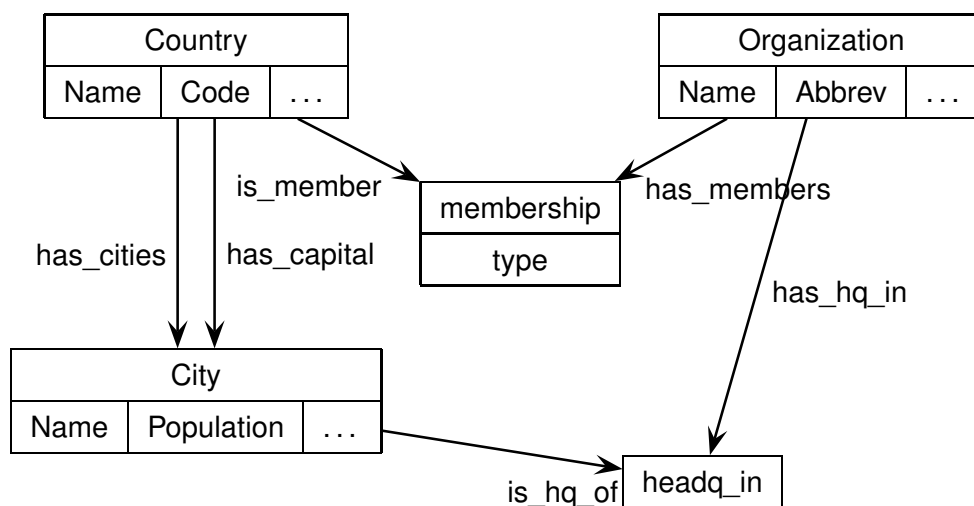 Country
Name Code ...
Organization
Name Abbrev ...
is_member
has_members
membership
type
has_cities
has_capital
has_hq_in
City
Name Population ...
is_hq_of
headq_in